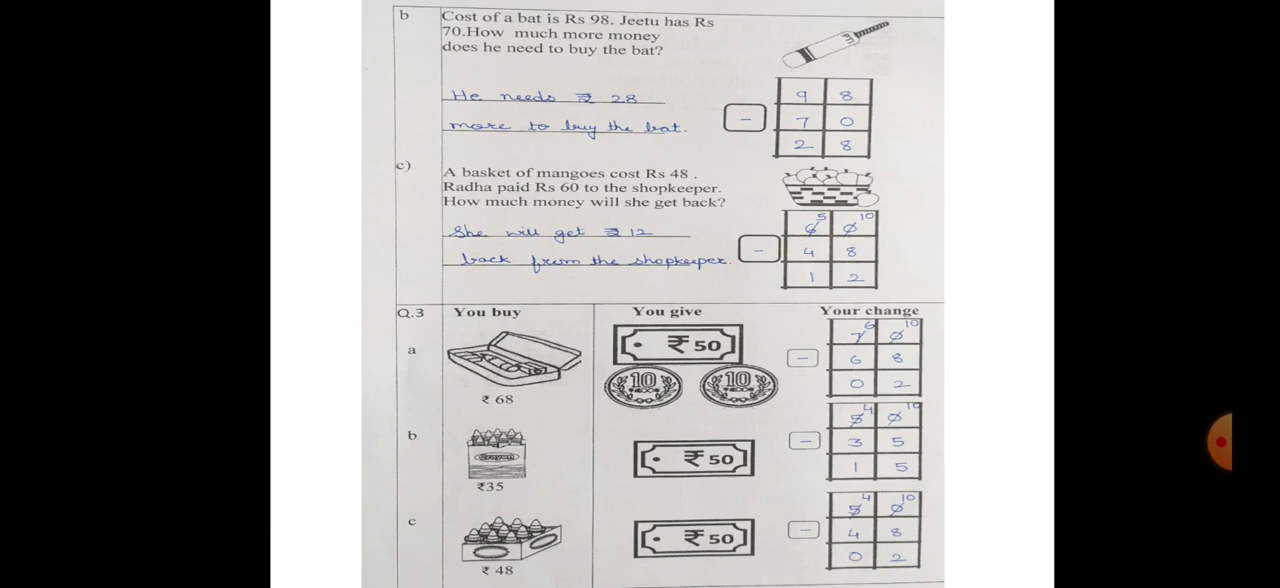 b Cost of a bat is Rs 98. Jeetu has Rs
70.How much more money
does he need to buy the bat?
He needs ₹ 28
more to buy the bat.
9 8
- 7 0
2 8
c) A basket of mangoes cost Rs 48 .
Radha paid Rs 60 to the shopkeeper.
How much money will she get back?
She will get ₹ 12
back from the shopkeeper.
5 10
6 0
- 4 8
1 2
Q.3 You buy You give Your change
a
₹ 50
10 10
₹ 68
6 10
7 0
- 6 8
0 2
b
Crayon
₹35
₹ 50
4 10
5 0
- 3 5
1 5
c
₹ 48
₹ 50
4 10
5 0
- 4 8
0 2